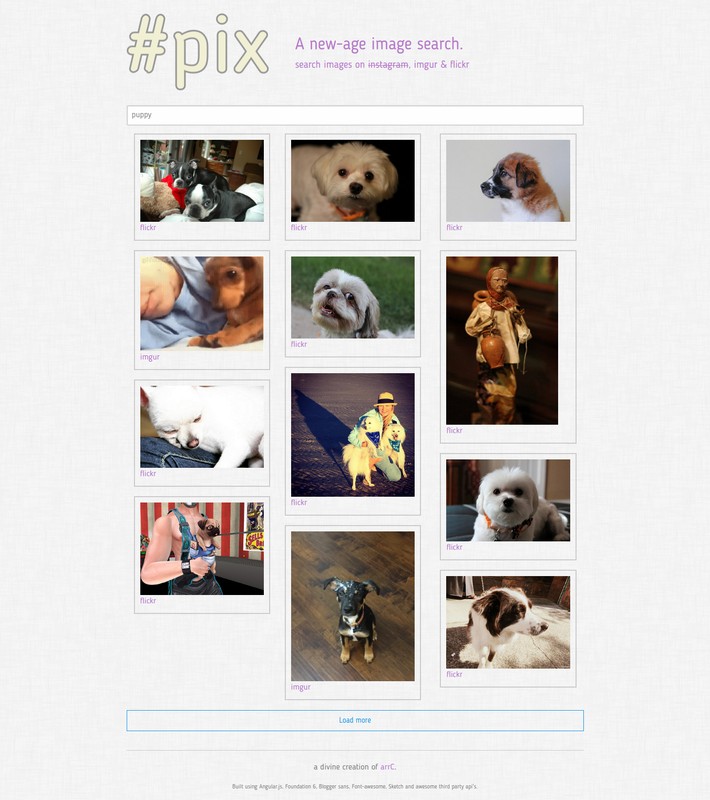 #pix
A new-age image search.
search images on instagram, imgur & flickr
puppy
flickr
flickr
flickr
imgur
flickr
flickr
flickr
flickr
flickr
flickr
imgur
flickr
Load more
a divine creation of arrC.
Built using Angular.js, Foundation 6, Blogger sans, Font-awesome, Sketch and awesome third party api's.